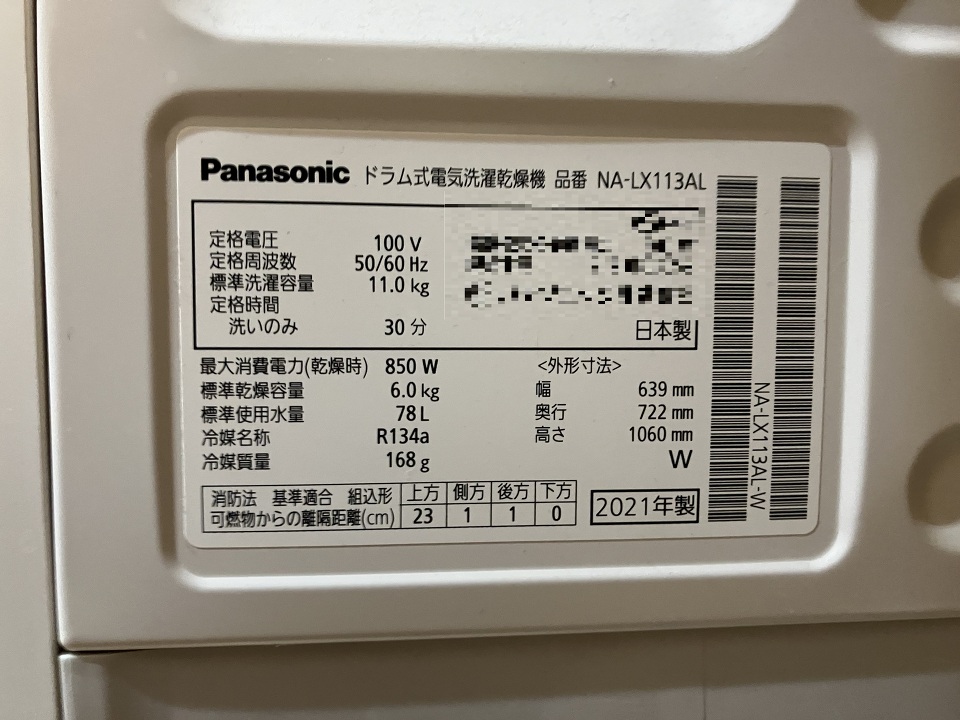 Panasonic ドラム式電気洗濯乾燥機 品番 NA-LX113AL
定格電圧 100 V
定格周波数 50/60 Hz
標準洗濯容量 11.0 kg
定格時間
洗いのみ 30 分
日本製
最大消費電力(乾燥時) 850 W
標準乾燥容量 6.0 kg
標準使用水量 78 L
冷媒名称 R134a
冷媒質量 168 g
<外形寸法>
幅 639 mm
奥行 722 mm
高さ 1060 mm
W
消防法 基準適合 組込形 上方 側方 後方 下方
可燃物からの離隔距離(cm) 23 1 1 0
2021年製
NA-LX113AL-W